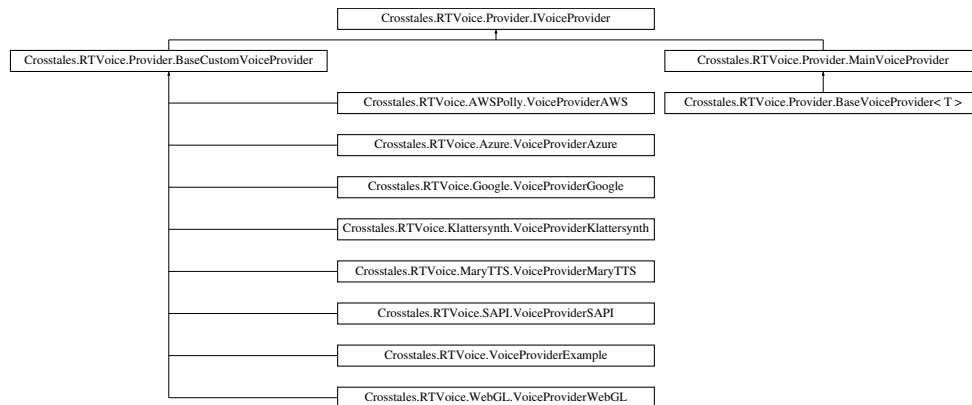 Crosstales.RTVoice.Provider.IVoiceProvider
Crosstales.RTVoice.Provider.BaseCustomVoiceProvider
Crosstales.RTVoice.Provider.MainVoiceProvider
Crosstales.RTVoice.AWSPolly.VoiceProviderAWS
Crosstales.RTVoice.Provider.BaseVoiceProvider< T >
Crosstales.RTVoice.Azure.VoiceProviderAzure
Crosstales.RTVoice.Google.VoiceProviderGoogle
Crosstales.RTVoice.Klattersynth.VoiceProviderKlattersynth
Crosstales.RTVoice.MaryTTS.VoiceProviderMaryTTS
Crosstales.RTVoice.SAPI.VoiceProviderSAPI
Crosstales.RTVoice.VoiceProviderExample
Crosstales.RTVoice.WebGL.VoiceProviderWebGL